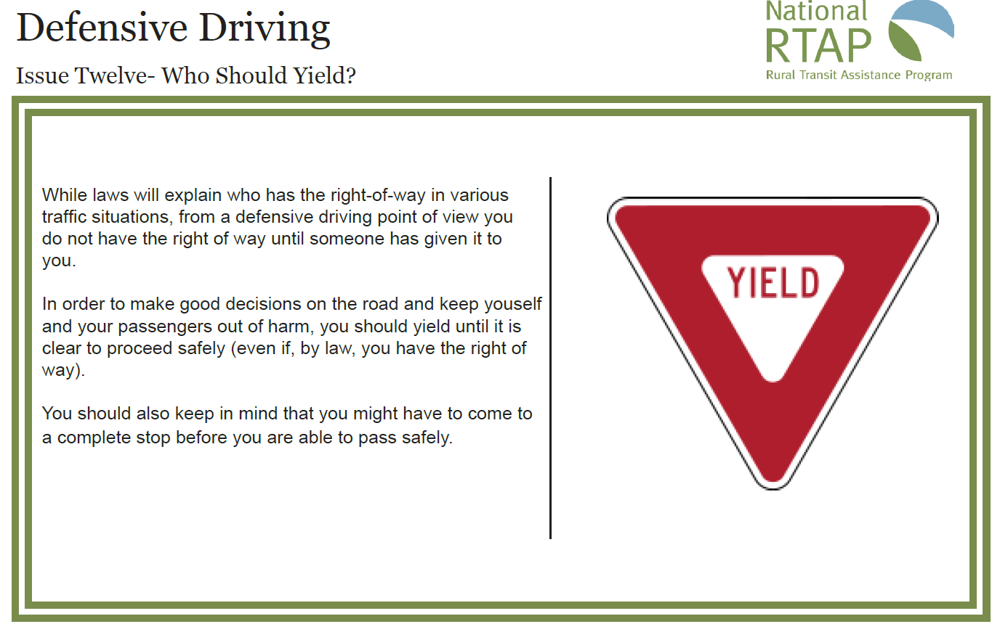 Defensive Driving
Issue Twelve- Who Should Yield?
National
RTAP
Rural Transit Assistance Program
While laws will explain who has the right-of-way in various
traffic situations, from a defensive driving point of view you
do not have the right of way until someone has given it to
you.
In order to make good decisions on the road and keep youself
and your passengers out of harm, you should yield until it is
clear to proceed safely (even if, by law, you have the right of
way).
You should also keep in mind that you might have to come to
a complete stop before you are able to pass safely.
YIELD